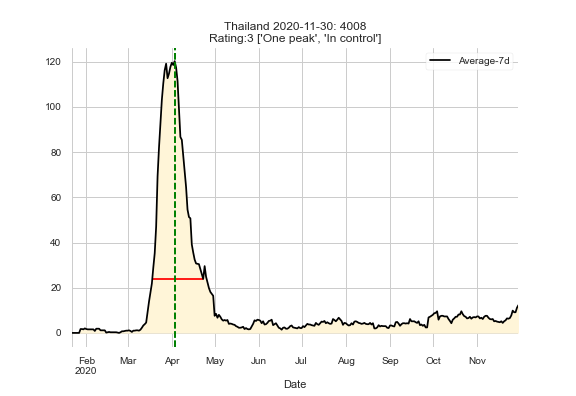 Thailand 2020-11-30: 4008
Rating:3 ['One peak', 'In control']
Average-7d
120
100
80
60
40
20
0
Feb Mar Apr May Jun Jul Aug Sep Oct Nov
2020
Date